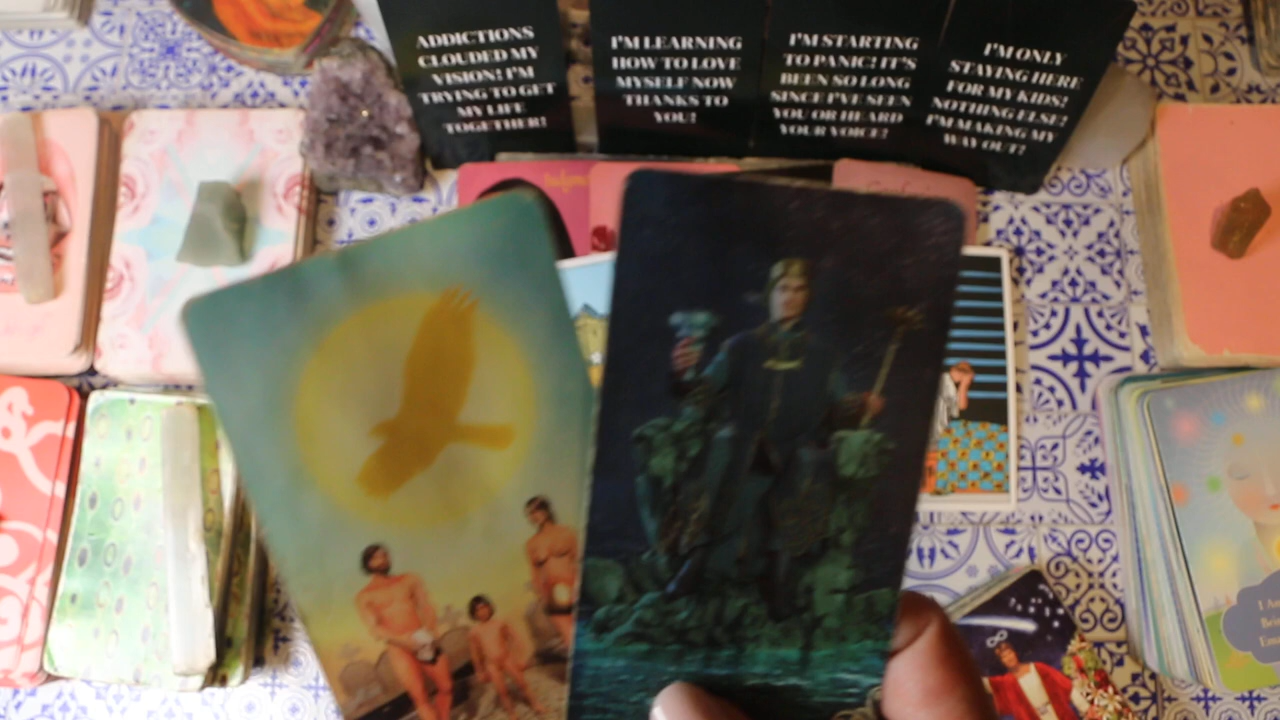 ADDICTIONS
CLOUDED MY
VISION! I'M
TRYING TO GET
MY LIFE
TOGETHER!
I'M LEARNING
HOW TO LOVE
MYSELF NOW
THANKS TO
YOU!
I'M STARTING
TO PANIC! IT'S
BEEN SO LONG
SINCE I'VE SEEN
YOU OR HEARD
YOUR VOICE!
I'M ONLY
STAYING HERE
FOR MY KIDS!
NOTHING ELSE!
I'M MAKING MY
WAY OUT!